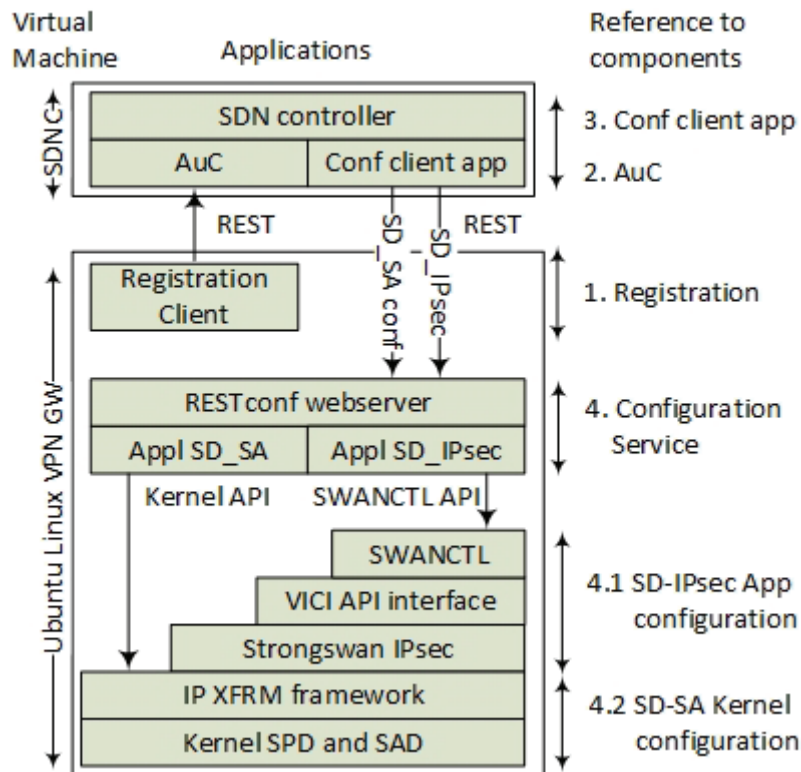 Virtual
Machine
Applications
Reference to
components
SDNC
SDN controller
AuC
Conf client app
3. Conf client app
2. AuC
REST
SD_SA conf
SD_IPsec
REST
Ubuntu Linux VPN GW
Registration
Client
1. Registration
RESTconf webserver
Appl SD_SA
Appl SD_IPsec
4. Configuration
Service
Kernel API
SWANCTL API
SWANCTL
VICI API interface
Strongswan IPsec
4.1 SD-IPsec App
configuration
IP XFRM framework
Kernel SPD and SAD
4.2 SD-SA Kernel
configuration